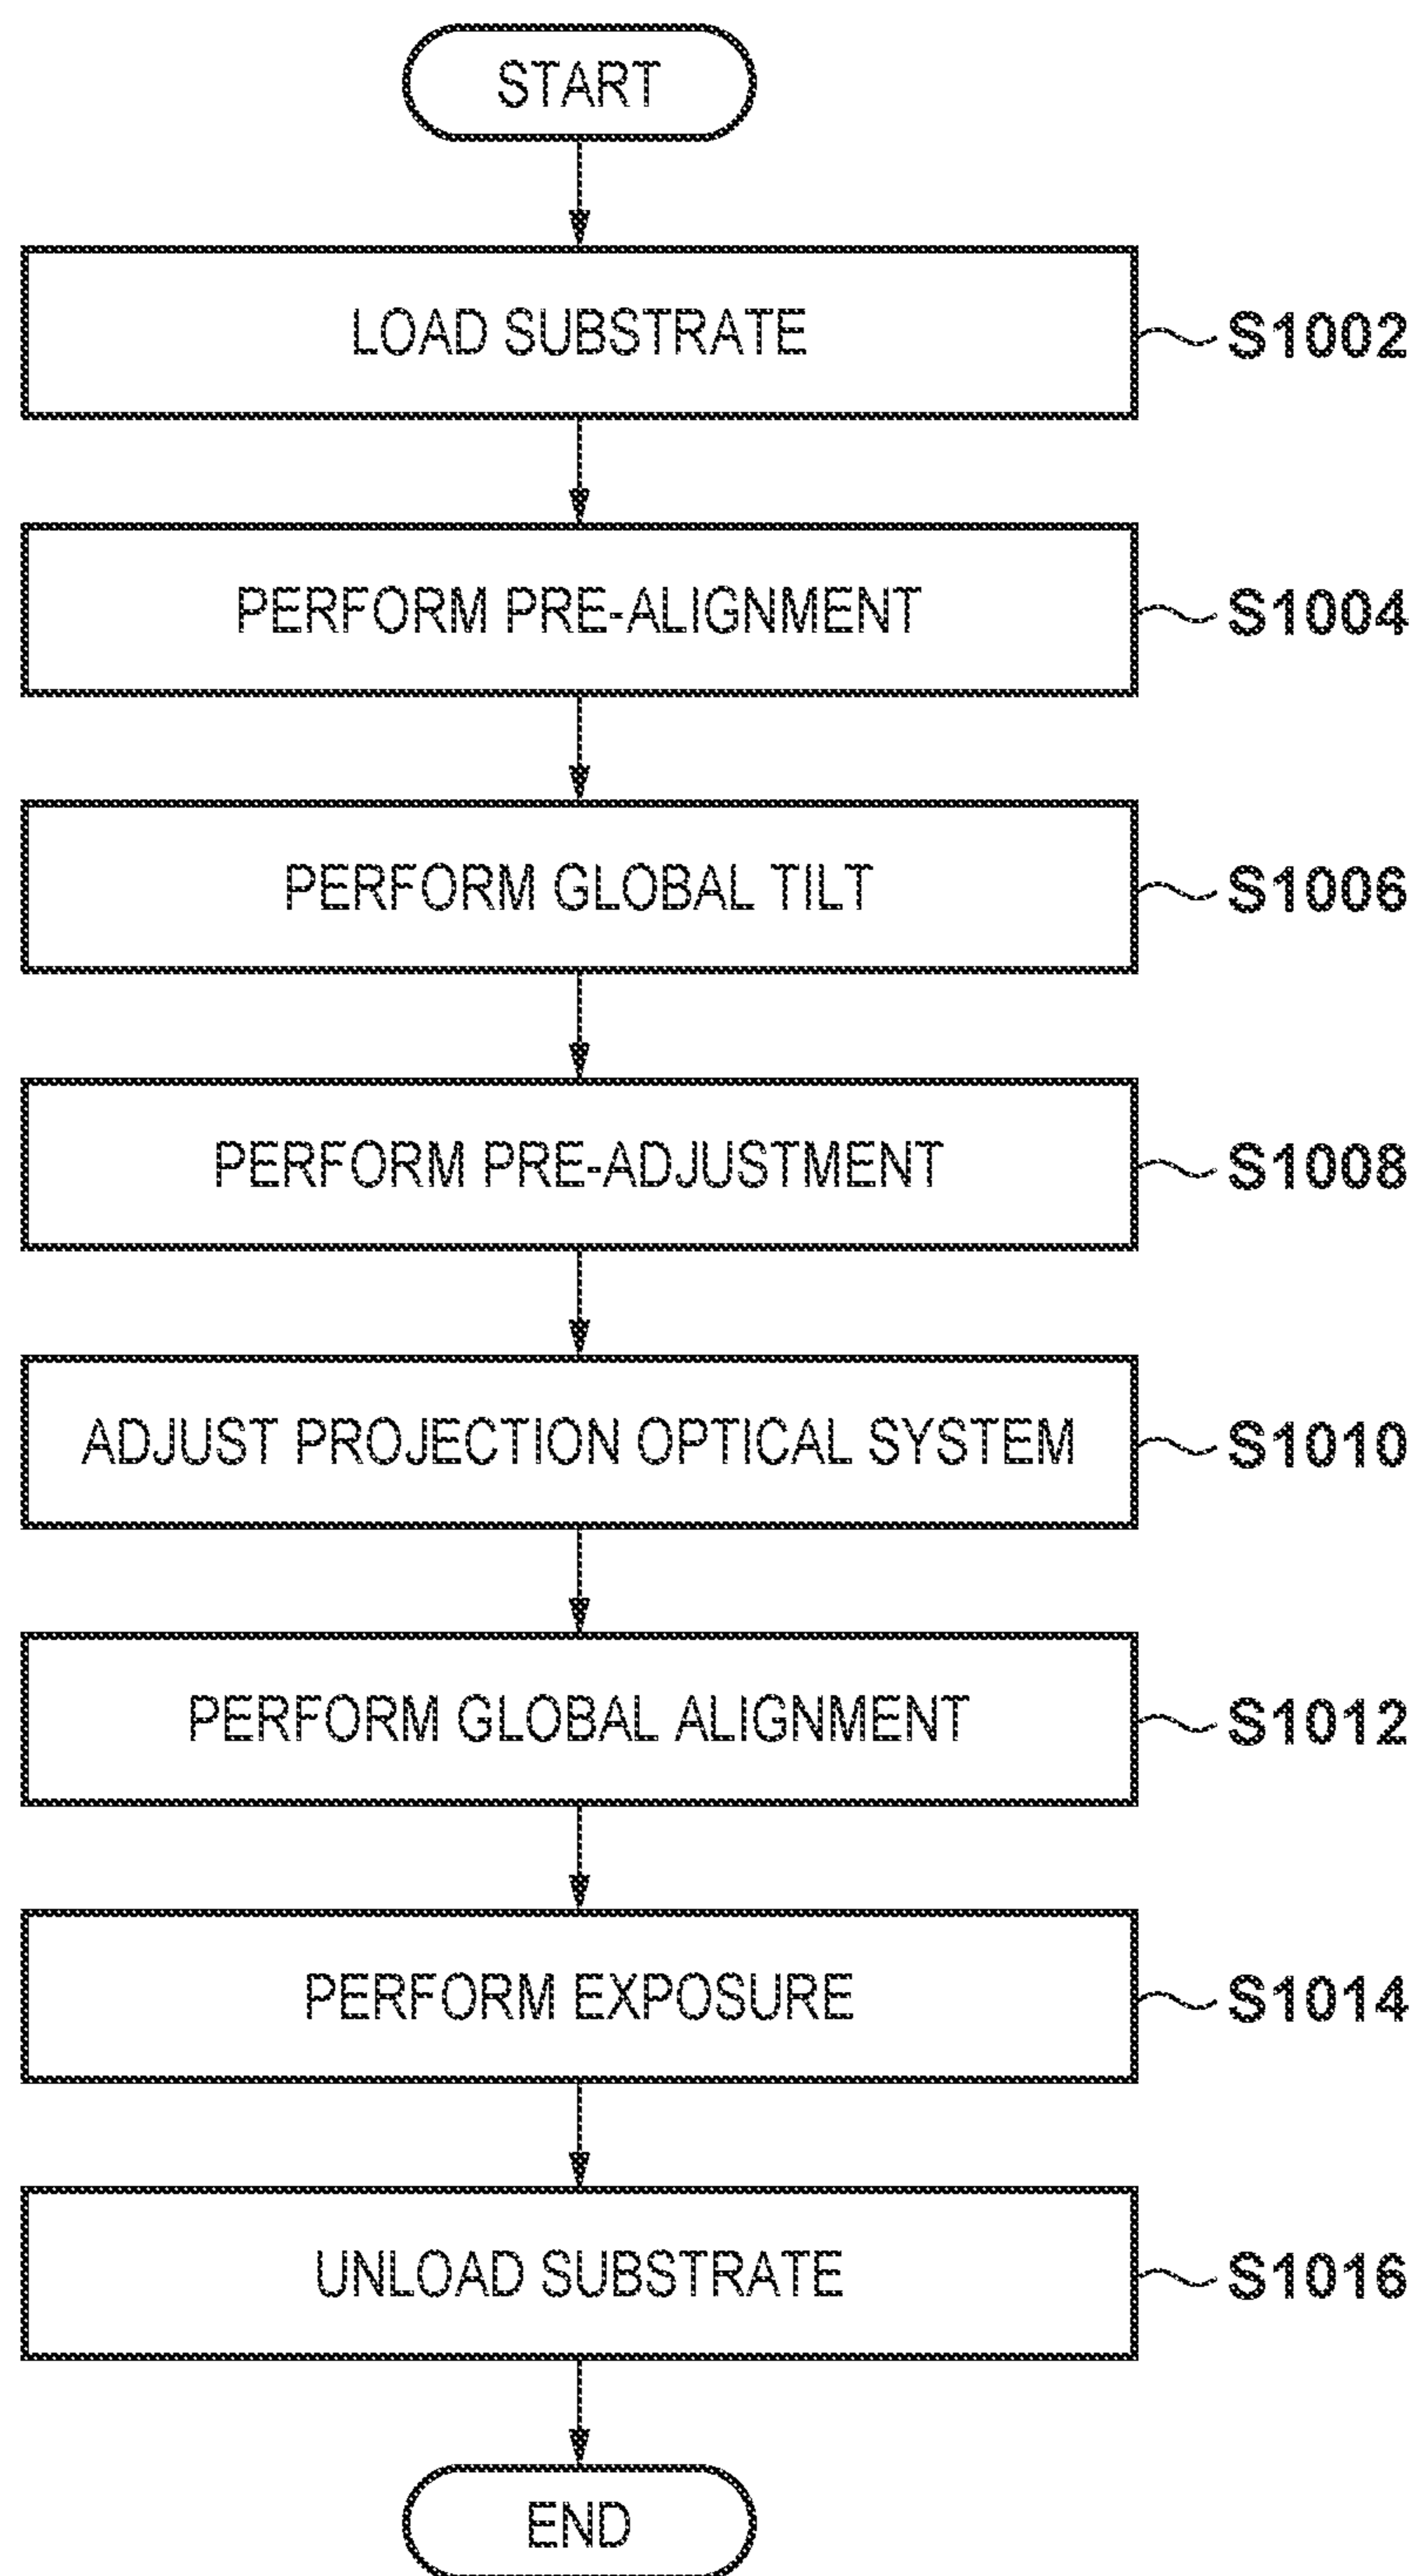 START
LOAD SUBSTRATE
S1002
PERFORM PRE-ALIGNMENT
S1004
PERFORM GLOBAL TILT
S1006
PERFORM PRE-ADJUSTMENT
S1008
ADJUST PROJECTION OPTICAL SYSTEM
S1010
PERFORM GLOBAL ALIGNMENT
S1012
PERFORM EXPOSURE
S1014
UNLOAD SUBSTRATE
S1016
END